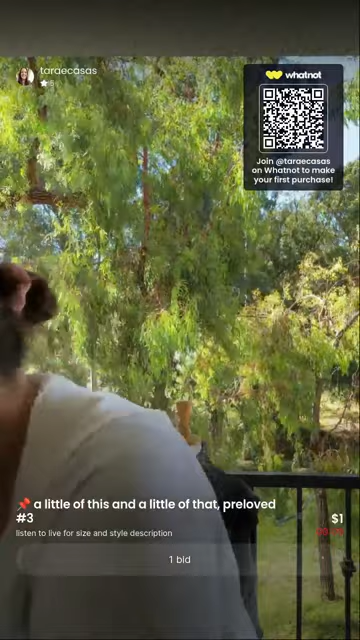 taraecasas
whatnot
Join @taraecasas
on Whatnot to make
your first purchase!
📌 a little of this and a little of that, preloved
#3
$1
listen to live for size and style description
1 bid